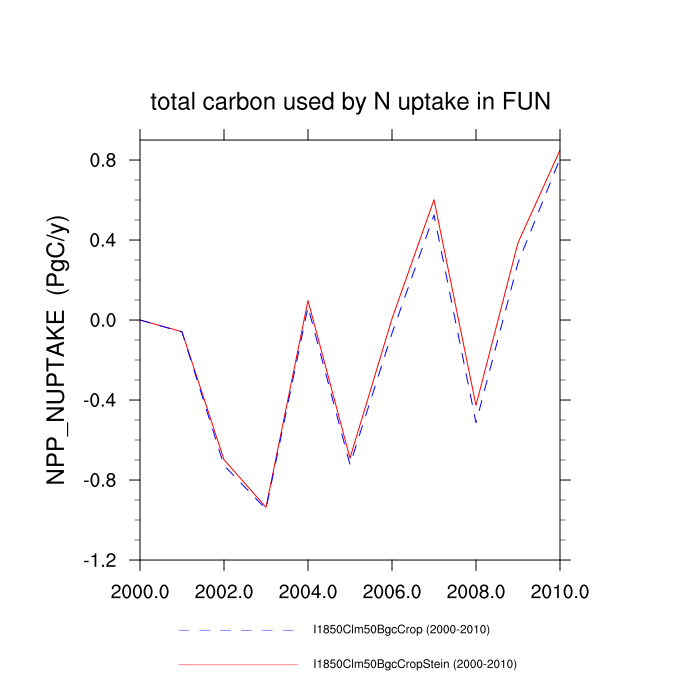 total carbon used by N uptake in FUN
NPP_NUPTAKE (PgC/y)
0.8
0.4
0.0
-0.4
-0.8
-1.2
2000.0 2002.0 2004.0 2006.0 2008.0 2010.0
I1850Clm50BgcCrop (2000-2010)
I1850Clm50BgcCropStein (2000-2010)